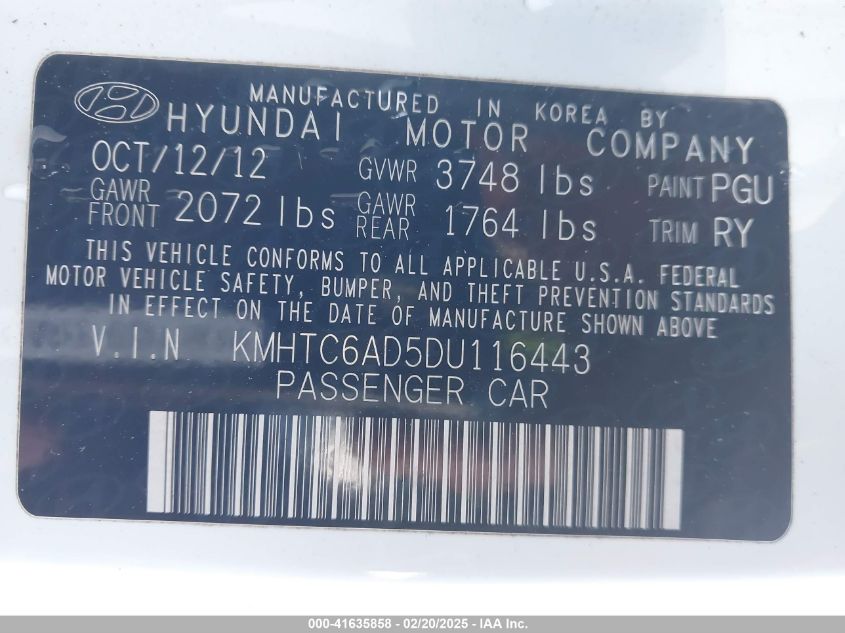 MANUFACTURED IN KOREA BY
HYUNDAI MOTOR COMPANY
OCT/12/12 GVWR 3748 lbs PAINT PGU
GAWR FRONT 2072 lbs GAWR REAR 1764 lbs TRIM RY
THIS VEHICLE CONFORMS TO ALL APPLICABLE U.S.A. FEDERAL
MOTOR VEHICLE SAFETY, BUMPER, AND THEFT PREVENTION STANDARDS
IN EFFECT ON THE DATE OF MANUFACTURE SHOWN ABOVE
V.I.N KMHTC6AD5DU116443
PASSENGER CAR
000-41635858 - 02/20/2025 - IAA Inc.